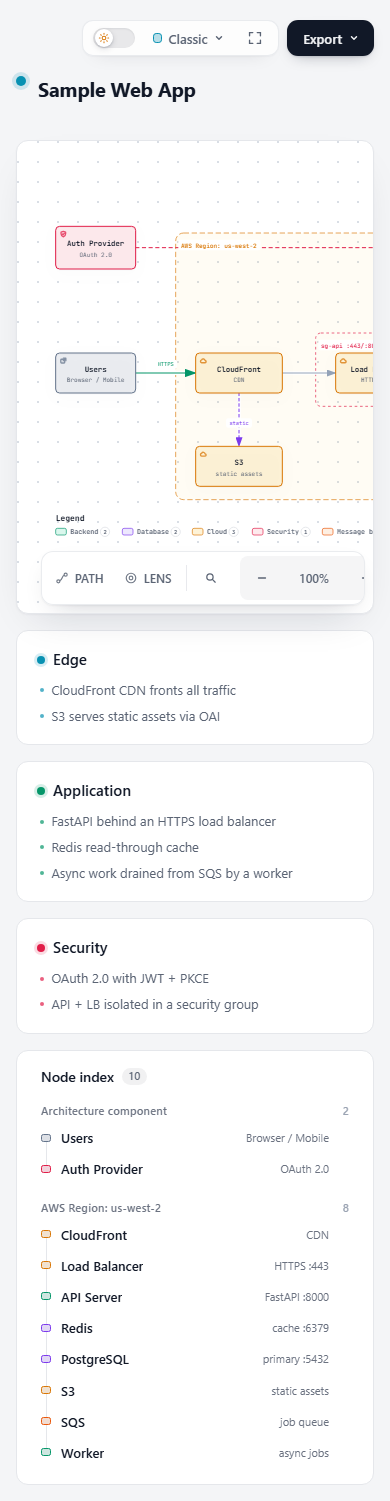 Classic
Export
Sample Web App
Auth Provider
OAuth 2.0
AWS Region: us-west-2
sg-api :443/:80
Users
Browser / Mobile
HTTPS
CloudFront
CDN
Load
static
S3
static assets
Legend
Backend 2
Database 2
Cloud 3
Security 1
Message
PATH
LENS
− 100%
Edge
CloudFront CDN fronts all traffic
S3 serves static assets via OAI
Application
FastAPI behind an HTTPS load balancer
Redis read-through cache
Async work drained from SQS by a worker
Security
OAuth 2.0 with JWT + PKCE
API + LB isolated in a security group
Node index 10
Architecture component 2
Users Browser / Mobile
Auth Provider OAuth 2.0
AWS Region: us-west-2 8
CloudFront CDN
Load Balancer HTTPS :443
API Server FastAPI :8000
Redis cache :6379
PostgreSQL primary :5432
S3 static assets
SQS job queue
Worker async jobs